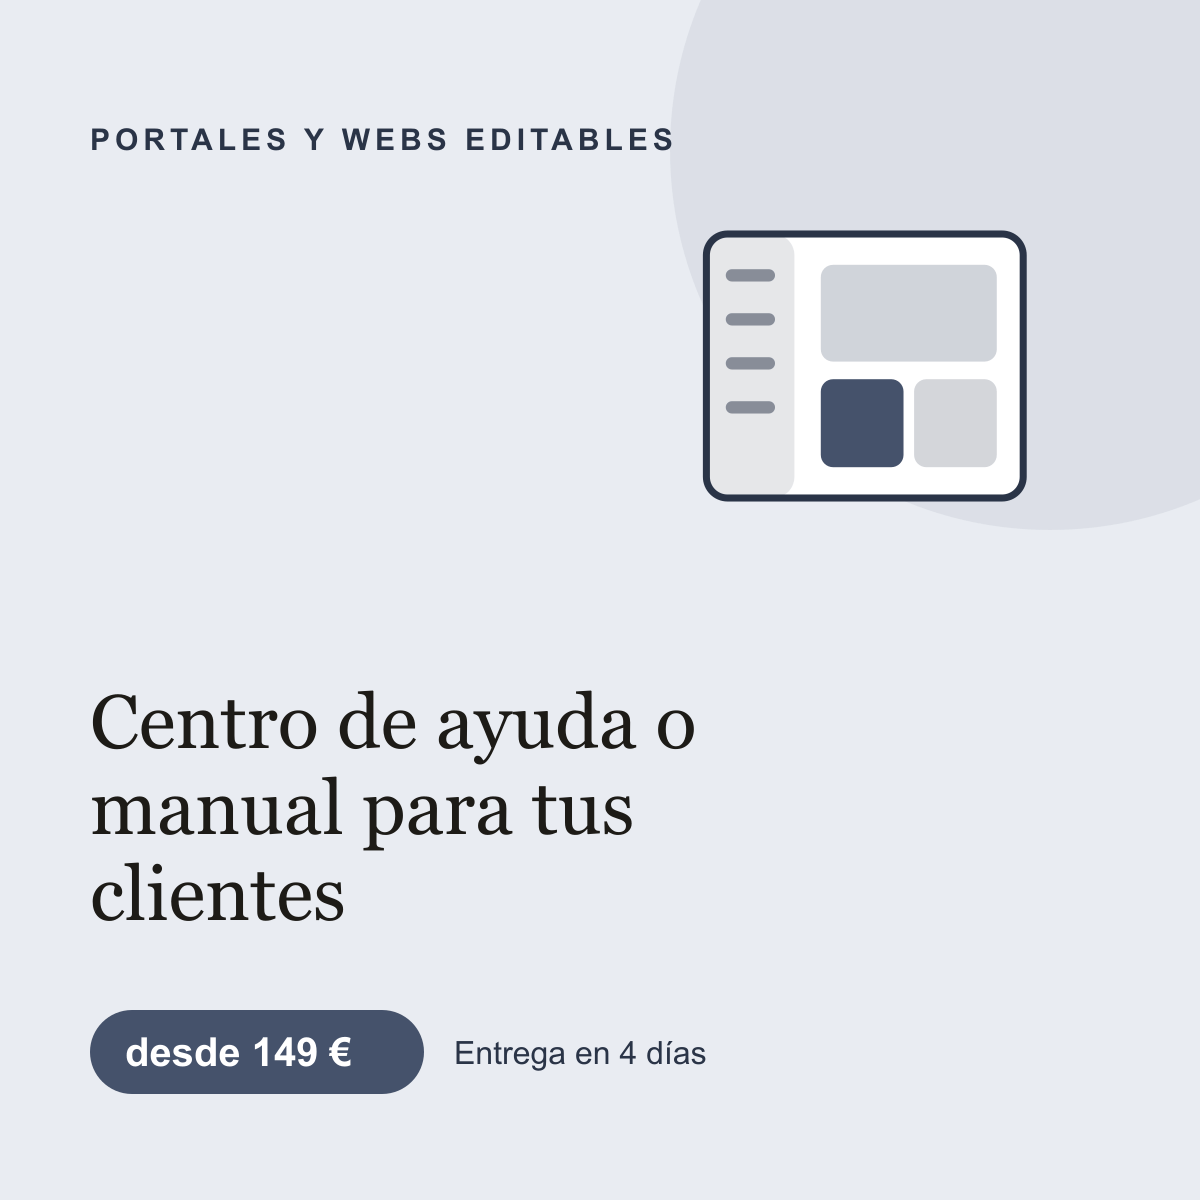 PORTALES Y WEBS EDITABLES
Centro de ayuda o
manual para tus
clientes
desde 149 €
Entrega en 4 días